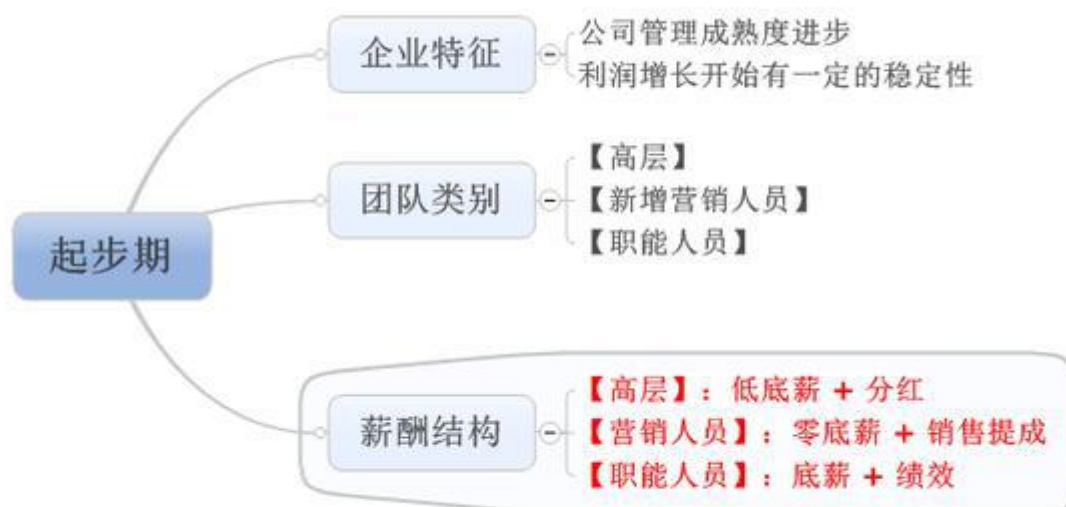 起步期
企业特征
公司管理成熟度进步
利润增长开始有一定的稳定性
团队类别
【高层】
【新增营销人员】
【职能人员】
薪酬结构
【高层】：低底薪 + 分红
【营销人员】：零底薪 + 销售提成
【职能人员】：底薪 + 绩效